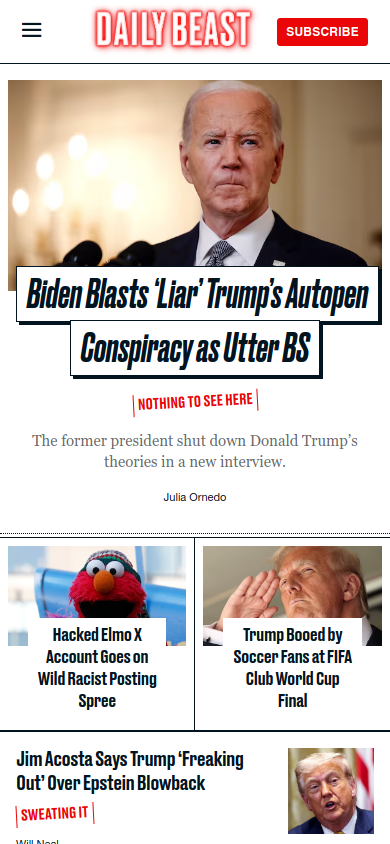 DAILY BEAST
SUBSCRIBE
Biden Blasts ‘Liar’ Trump’s Autopen
Conspiracy as Utter BS
NOTHING TO SEE HERE
The former president shut down Donald Trump’s
theories in a new interview.
Julia Ornedo
Hacked Elmo X
Account Goes on
Wild Racist Posting
Spree
Trump Booed by
Soccer Fans at FIFA
Club World Cup
Final
Jim Acosta Says Trump ‘Freaking
Out’ Over Epstein Blowback
SWEATING IT
Will Neal